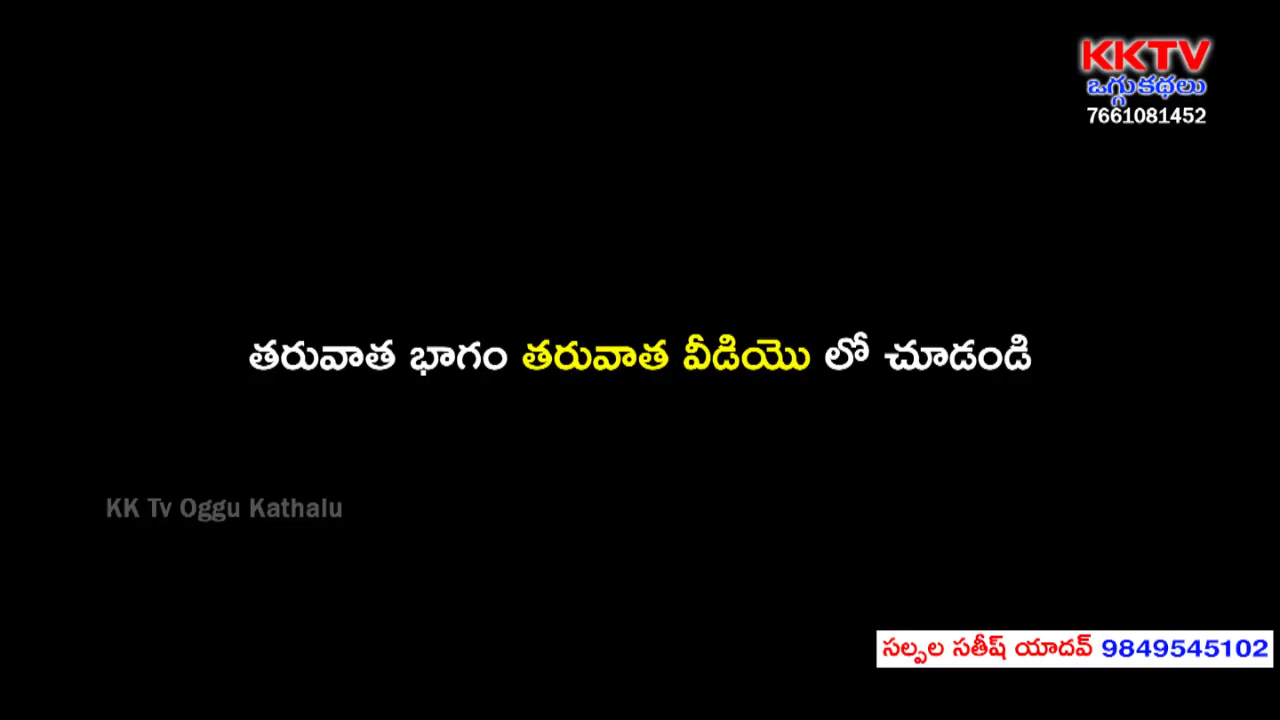 KKTV
ఒగ్గుకథలు
7661081452
తరువాత భాగం తరువాత వీడియొ లో చూడండి
KK Tv Oggu Kathalu
సల్పల సతీష్ యాదవ్ 9849545102